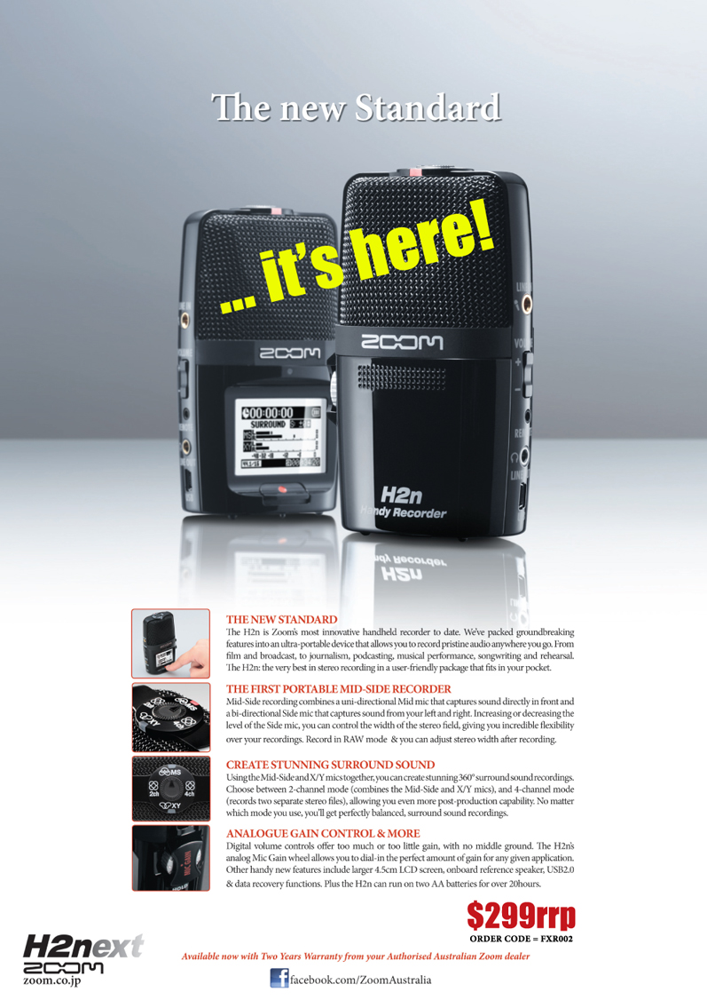 The new Standard
... it's here!
ZOOM
ZOOM
LINE IN
00:00:00
SURROUND
MS
XY
44.1/16
H2n
Handy Recorder
LINE
VOL
+
−
THE NEW STANDARD
The H2n is Zoom's most innovative handheld recorder to date. We've packed groundbreaking
features into an ultra-portable device that allows you to record pristine audio anywhere you go. From
film and broadcast, to journalism, podcasting, musical performance, songwriting and rehearsal.
The H2n: the very best in stereo recording in a user-friendly package that fits in your pocket.
THE FIRST PORTABLE MID-SIDE RECORDER
Mid-Side recording combines a uni-directional Mid mic that captures sound directly in front and
a bi-directional Side mic that captures sound from your left and right. Increasing or decreasing the
level of the Side mic, you can control the width of the stereo field, giving you incredible flexibility
over your recordings. Record in RAW mode & you can adjust stereo width after recording.
MS
XY
CREATE STUNNING SURROUND SOUND
Using the Mid-Side and X/Y mics together, you can create stunning 360° surround sound recordings.
Choose between 2-channel mode (combines the Mid-Side and X/Y mics), and 4-channel mode
(records two separate stereo files), allowing you even more post-production capability. No matter
which mode you use, you'll get perfectly balanced, surround sound recordings.
MS
2ch 4ch
XY
ANALOGUE GAIN CONTROL & MORE
Digital volume controls offer too much or too little gain, with no middle ground. The H2n's
analog Mic Gain wheel allows you to dial-in the perfect amount of gain for any given application.
Other handy new features include larger 4.5cm LCD screen, onboard reference speaker, USB2.0
& data recovery functions. Plus the H2n can run on two AA batteries for over 20hours.
MIC GAIN
HOLD
$299rrp
ORDER CODE = FXR002
H2next
ZOOM
zoom.co.jp
Available now with Two Years Warranty from your Authorised Australian Zoom dealer
f facebook.com/ZoomAustralia